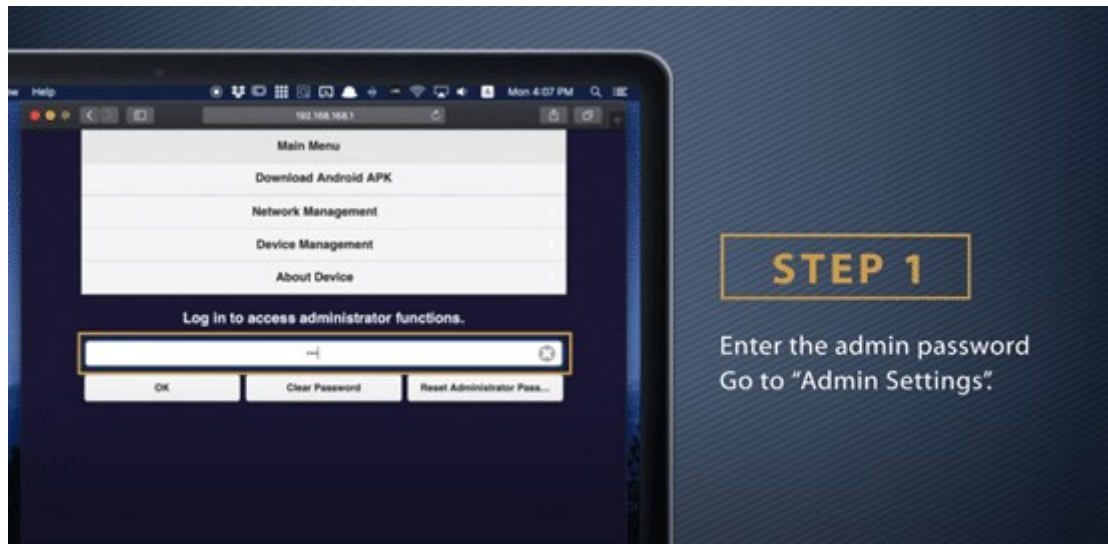 Help
Mon 4:07 PM
192.168.168.1
Main Menu
Download Android APK
Network Management
Device Management
About Device
Log in to access administrator functions.
OK
Clear Password
Reset Administrator Pass...
STEP 1
Enter the admin password
Go to “Admin Settings”.